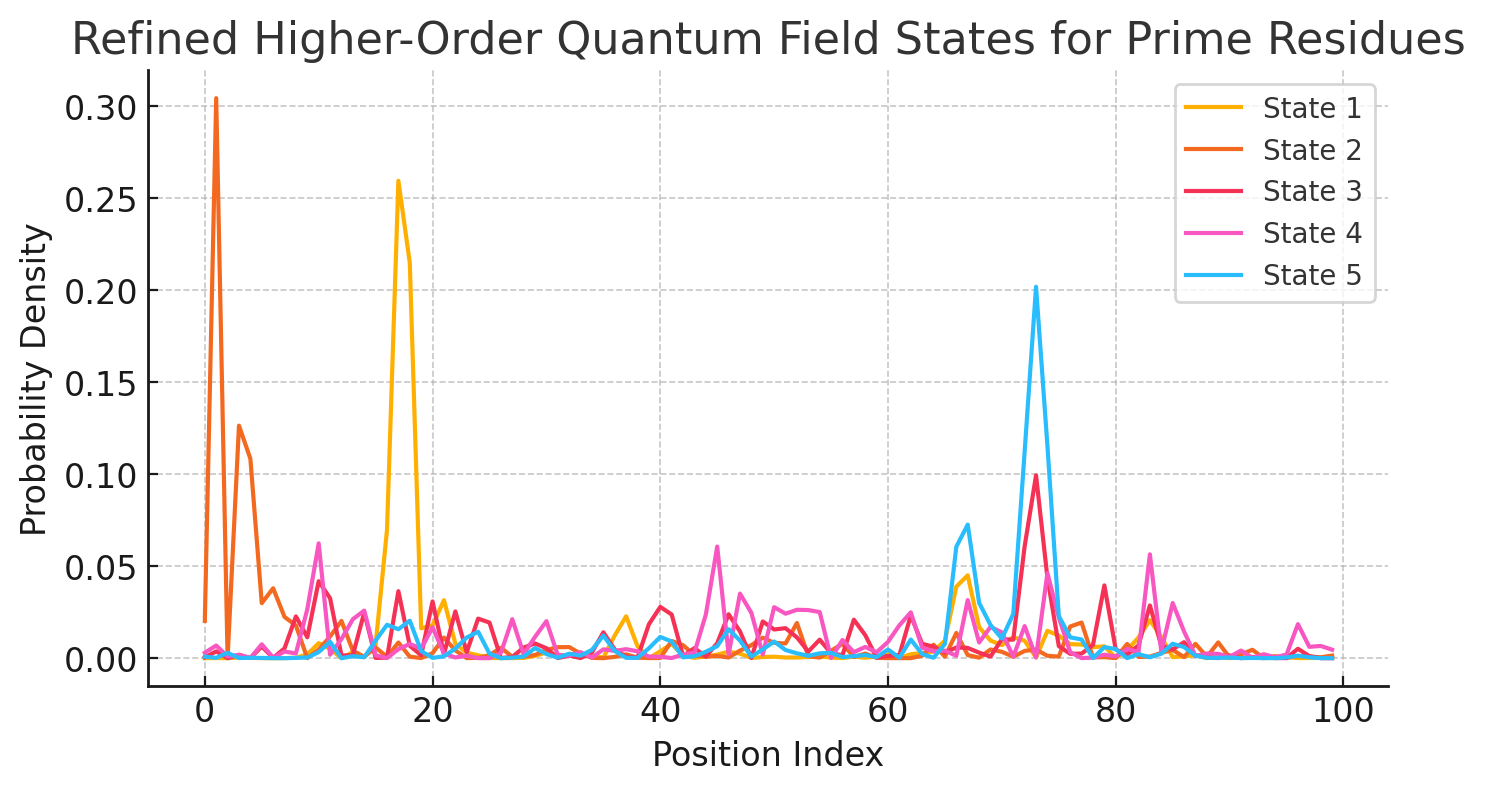 Refined Higher-Order Quantum Field States for Prime Residues
State 1
State 2
State 3
State 4
State 5
Probability Density
0.30
0.25
0.20
0.15
0.10
0.05
0.00
0 20 40 60 80 100
Position Index